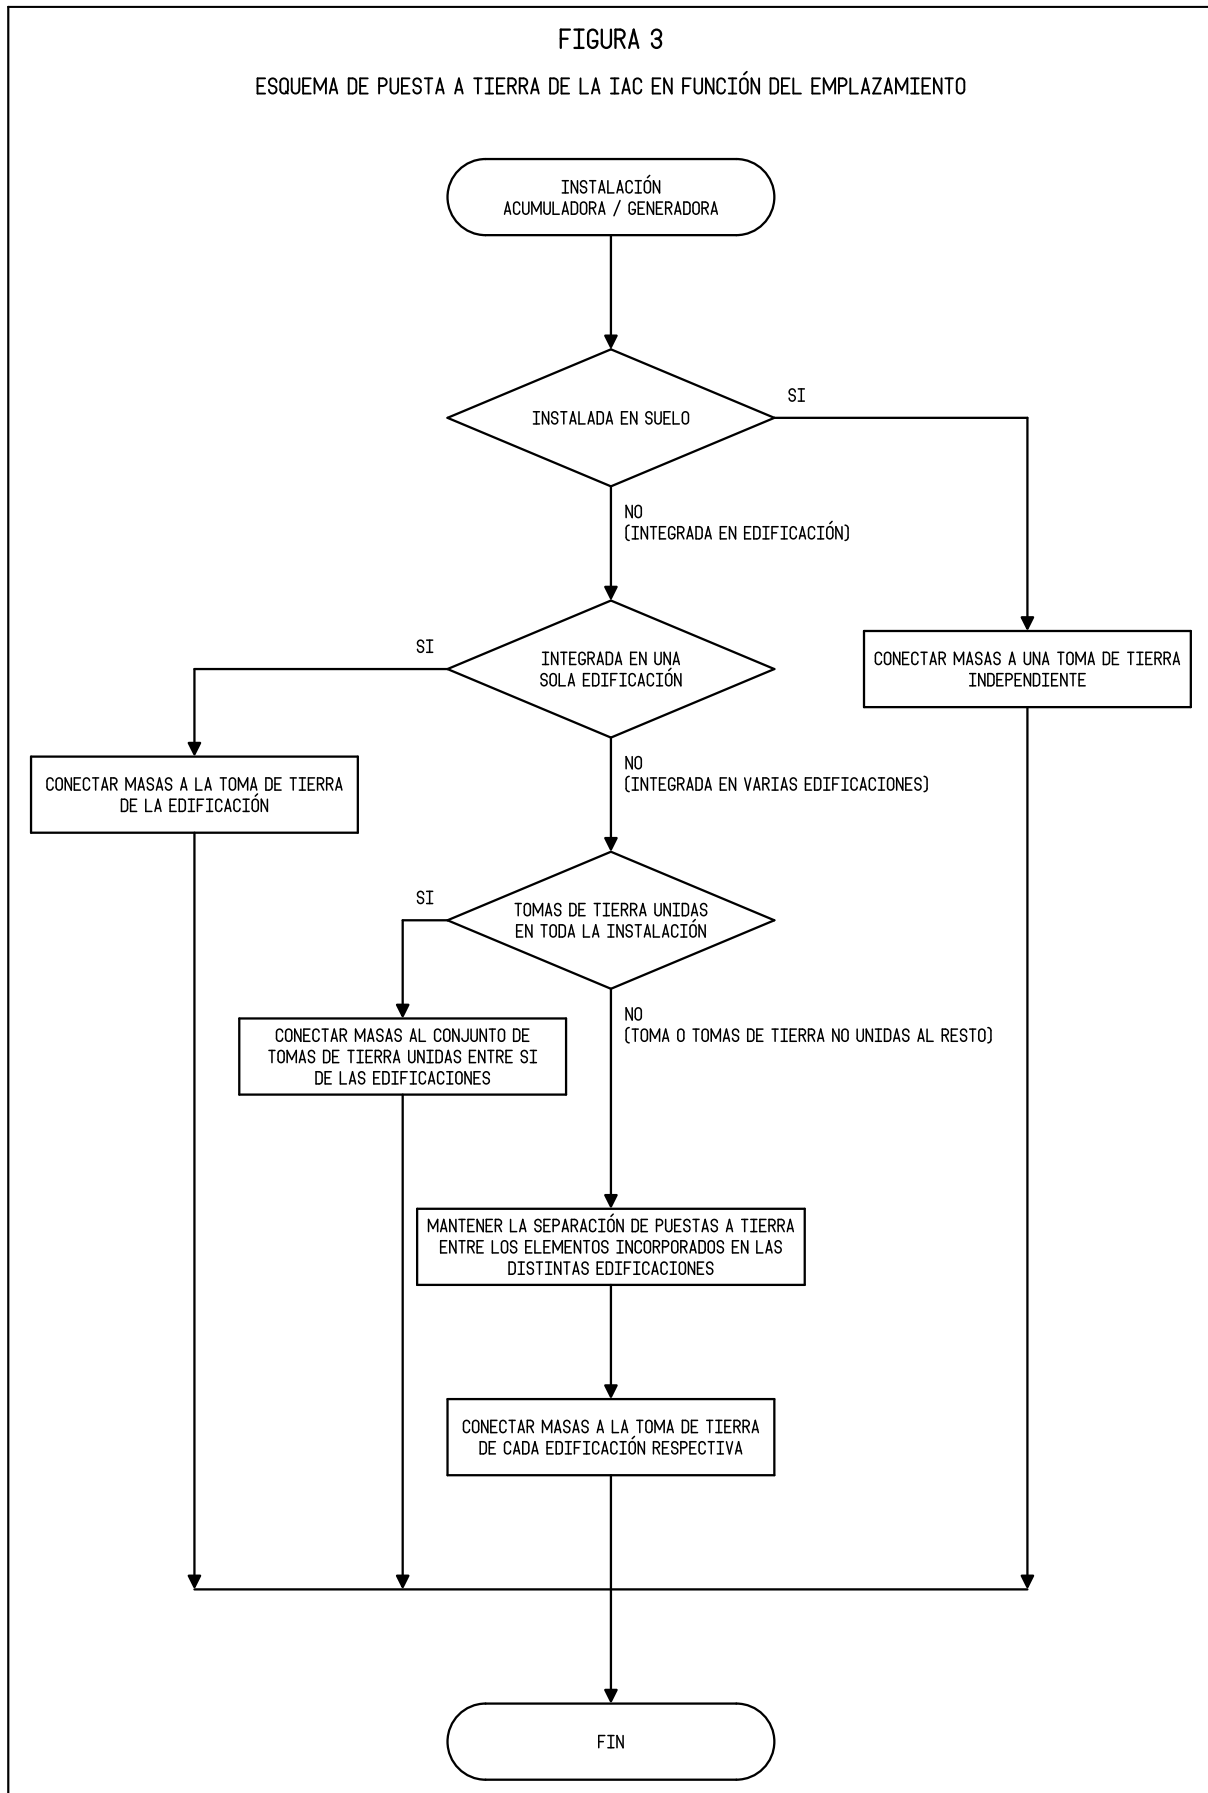 FIGURA 3
ESQUEMA DE PUESTA A TIERRA DE LA IAC EN FUNCIÓN DEL EMPLAZAMIENTO
INSTALACIÓN
ACUMULADORA / GENERADORA
INSTALADA EN SUELO
SI
NO
(INTEGRADA EN EDIFICACIÓN)
CONECTAR MASAS A UNA TOMA DE TIERRA
INDEPENDIENTE
INTEGRADA EN UNA
SOLA EDIFICACIÓN
SI
CONECTAR MASAS A LA TOMA DE TIERRA
DE LA EDIFICACIÓN
NO
(INTEGRADA EN VARIAS EDIFICACIONES)
TOMAS DE TIERRA UNIDAS
EN TODA LA INSTALACIÓN
SI
CONECTAR MASAS AL CONJUNTO DE
TOMAS DE TIERRA UNIDAS ENTRE SI
DE LAS EDIFICACIONES
NO
(TOMA O TOMAS DE TIERRA NO UNIDAS AL RESTO)
MANTENER LA SEPARACIÓN DE PUESTAS A TIERRA
ENTRE LOS ELEMENTOS INCORPORADOS EN LAS
DISTINTAS EDIFICACIONES
CONECTAR MASAS A LA TOMA DE TIERRA
DE CADA EDIFICACIÓN RESPECTIVA
FIN